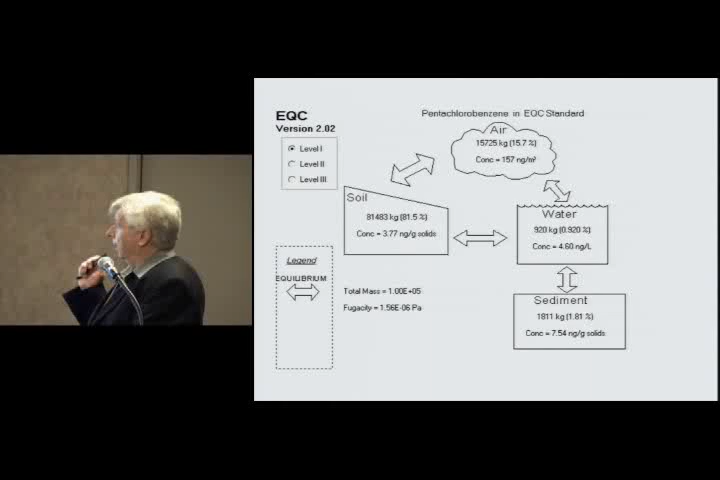 EQC
Version 2.02
Level I
Level II
Level III
Pentachlorobenzene in EQC Standard
Air
15725 kg (15.7 %)
Conc = 157 ng/m³
Soil
81483 kg (81.5 %)
Conc = 3.77 ng/g solids
Water
920 kg (0.920 %)
Conc = 4.60 ng/L
Legend
EQUILIBRIUM
Total Mass = 1.00E+05
Fugacity = 1.56E-06 Pa
Sediment
1811 kg (1.81 %)
Conc = 7.54 ng/g solids